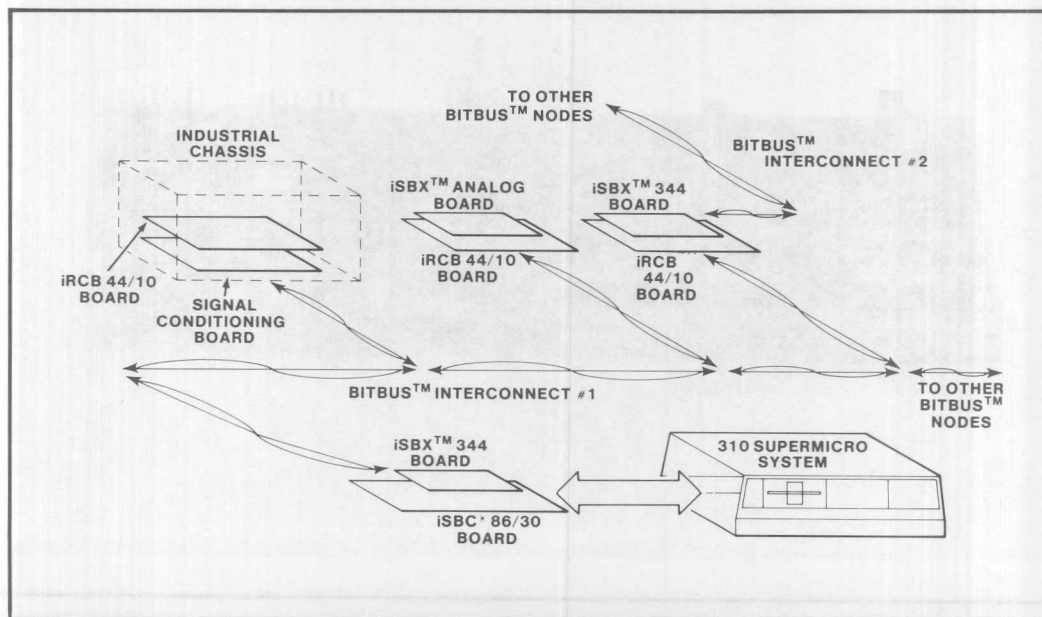 TO OTHER
BITBUS™ NODES
BITBUS™
INTERCONNECT #2
INDUSTRIAL
CHASSIS
iSBX™ ANALOG
BOARD
iSBX™ 344
BOARD
iRCB 44/10
BOARD
SIGNAL
CONDITIONING
BOARD
iRCB 44/10
BOARD
iRCB
44/10
BOARD
BITBUS™ INTERCONNECT #1
TO OTHER
BITBUS™
NODES
iSBX™ 344
BOARD
iSBC* 86/30
BOARD
310 SUPERMICRO
SYSTEM